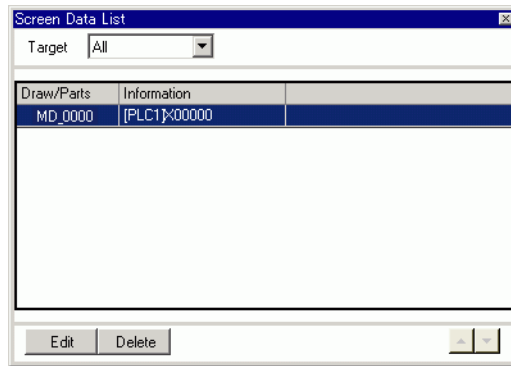 Screen Data List
Target All
Draw/Parts Information
MD_0000 [PLC1]X00000
Edit Delete